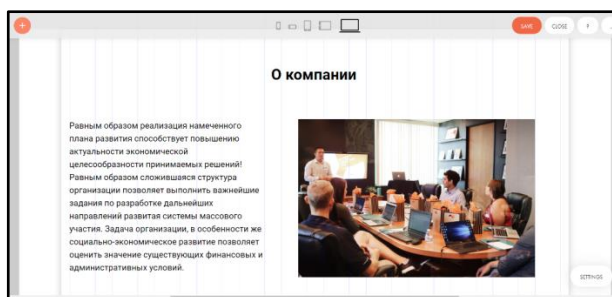 SAVE
CLOSE
О компании
Равным образом реализация намеченного
плана развития способствует повышению
актуальности экономической
целесообразности принимаемых решений!
Равным образом сложившаяся структура
организации позволяет выполнить важнейшие
задания по разработке дальнейших
направлений развитая системы массового
участия. Задача организации, в особенности же
социально-экономическое развитие позволяет
оценить значение существующих финансовых и
административных условий.
SETTINGS